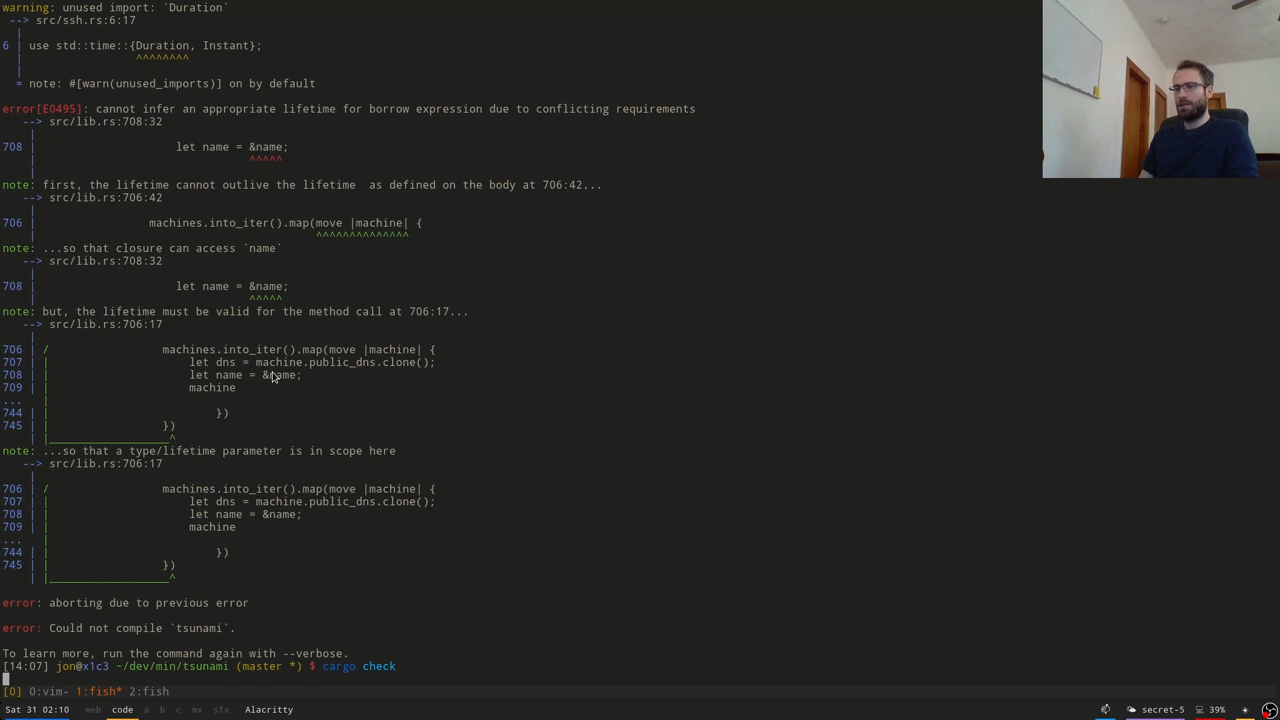 warning: unused import: `Duration`
 --> src/ssh.rs:6:17
  |
6 | use std::time::{Duration, Instant};
  |                 ^^^^^^^^
  |
  = note: #[warn(unused_imports)] on by default
error[E0495]: cannot infer an appropriate lifetime for borrow expression due to conflicting requirements
   --> src/lib.rs:708:32
    |
708 |                     let name = &name;
    |                                ^^^^^
    |
note: first, the lifetime cannot outlive the lifetime  as defined on the body at 706:42...
   --> src/lib.rs:706:42
    |
706 |                 machines.into_iter().map(move |machine| {
    |                                          ^^^^^^^^^^^^^^
note: ...so that closure can access `name`
   --> src/lib.rs:708:32
    |
708 |                     let name = &name;
    |                                ^^^^^
note: but, the lifetime must be valid for the method call at 706:17...
   --> src/lib.rs:706:17
    |
706 | /                 machines.into_iter().map(move |machine| {
707 | |                     let dns = machine.public_dns.clone();
708 | |                     let name = &name;
709 | |                     machine
... |
744 | |                         })
745 | |                 })
    | |__________________^
note: ...so that a type/lifetime parameter is in scope here
   --> src/lib.rs:706:17
    |
706 | /                 machines.into_iter().map(move |machine| {
707 | |                     let dns = machine.public_dns.clone();
708 | |                     let name = &name;
709 | |                     machine
... |
744 | |                         })
745 | |                 })
    | |__________________^
error: aborting due to previous error
error: Could not compile `tsunami`.
To learn more, run the command again with --verbose.
[14:07] jon@x1c3 ~/dev/min/tsunami (master *) $ cargo check
[0] 0:vim- 1:fish* 2:fish
Sat 31 02:10 web code a b c mx sfx Alacritty secret-5 39%